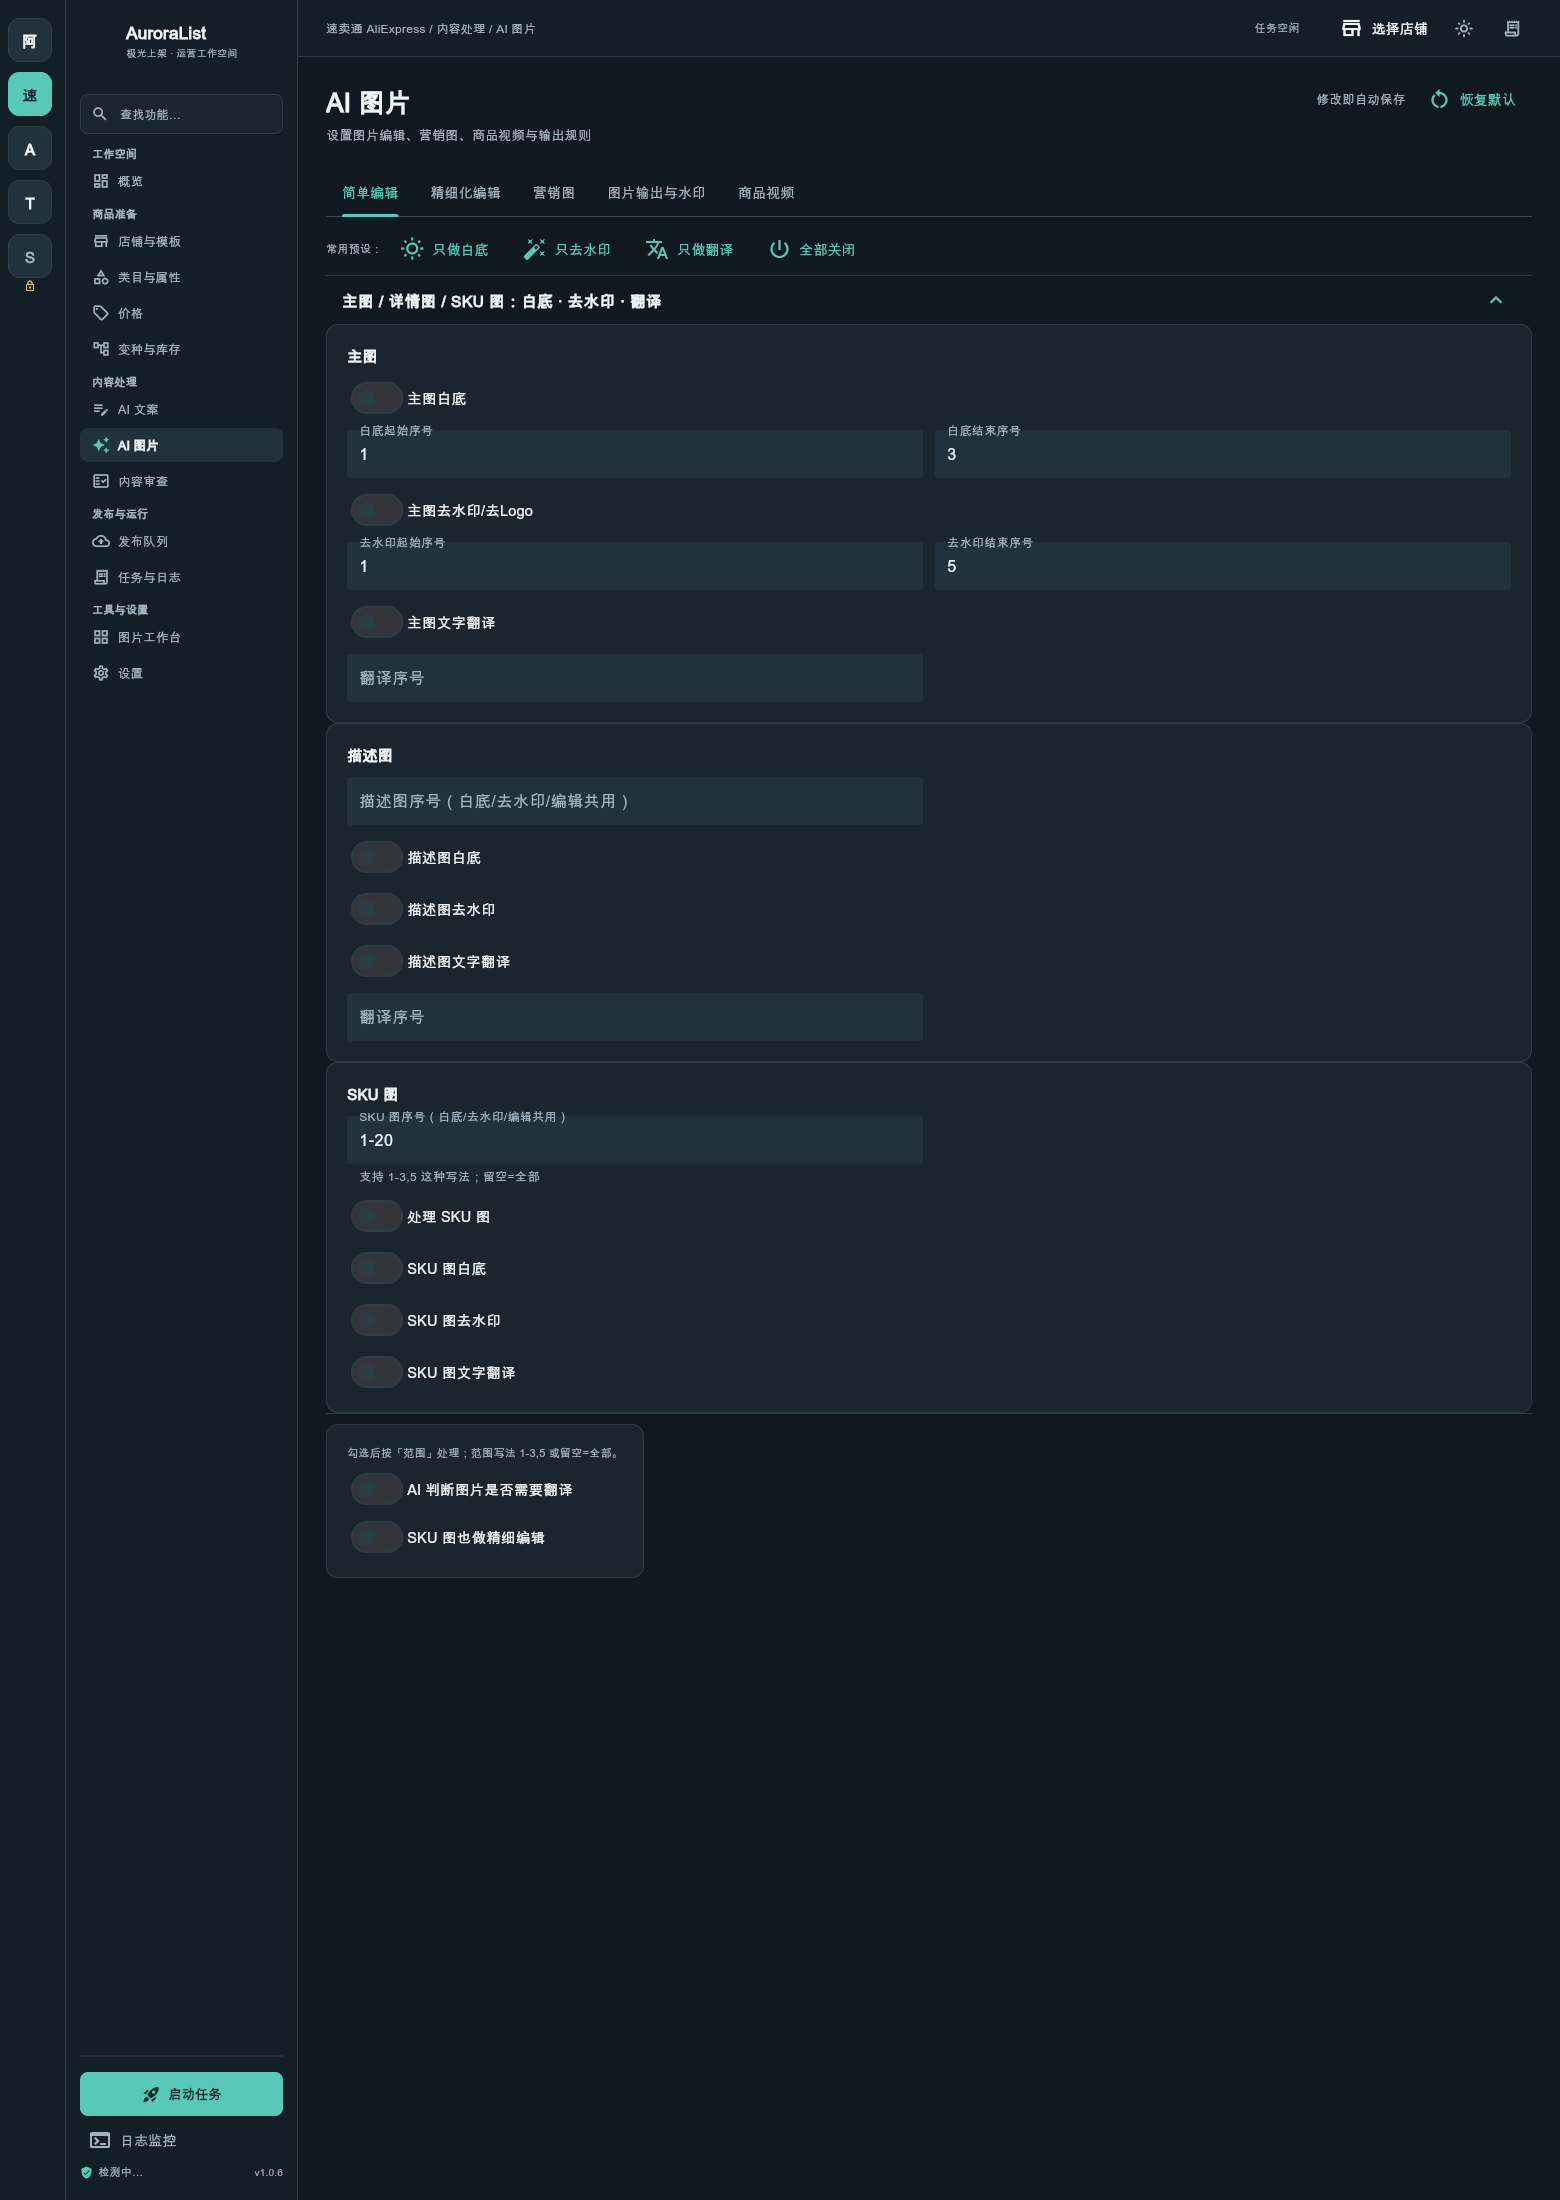 阿
速
A
T
S
AuroraList
极光上架 · 运营工作空间
查找功能...
工作空间
概览
商品准备
店铺与模板
类目与属性
价格
变种与库存
内容处理
AI 文案
AI 图片
内容审查
发布与运行
发布队列
任务与日志
工具与设置
图片工作台
设置
启动任务
日志监控
检测中...
v1.0.6
速卖通 AliExpress / 内容处理 / AI 图片
任务空闲
选择店铺
AI 图片
修改即自动保存
恢复默认
设置图片编辑、营销图、商品视频与输出规则
简单编辑
精细化编辑
营销图
图片输出与水印
商品视频
常用预设：
只做白底
只去水印
只做翻译
全部关闭
主图 / 详情图 / SKU 图：白底 · 去水印 · 翻译
主图
主图白底
白底起始序号
1
白底结束序号
3
主图去水印/去Logo
去水印起始序号
1
去水印结束序号
5
主图文字翻译
翻译序号
描述图
描述图序号（白底/去水印/编辑共用）
描述图白底
描述图去水印
描述图文字翻译
翻译序号
SKU 图
SKU 图序号（白底/去水印/编辑共用）
1-20
支持 1-3,5 这种写法；留空=全部
处理 SKU 图
SKU 图白底
SKU 图去水印
SKU 图文字翻译
勾选后按「范围」处理；范围写法 1-3,5 或留空=全部。
AI 判断图片是否需要翻译
SKU 图也做精细编辑